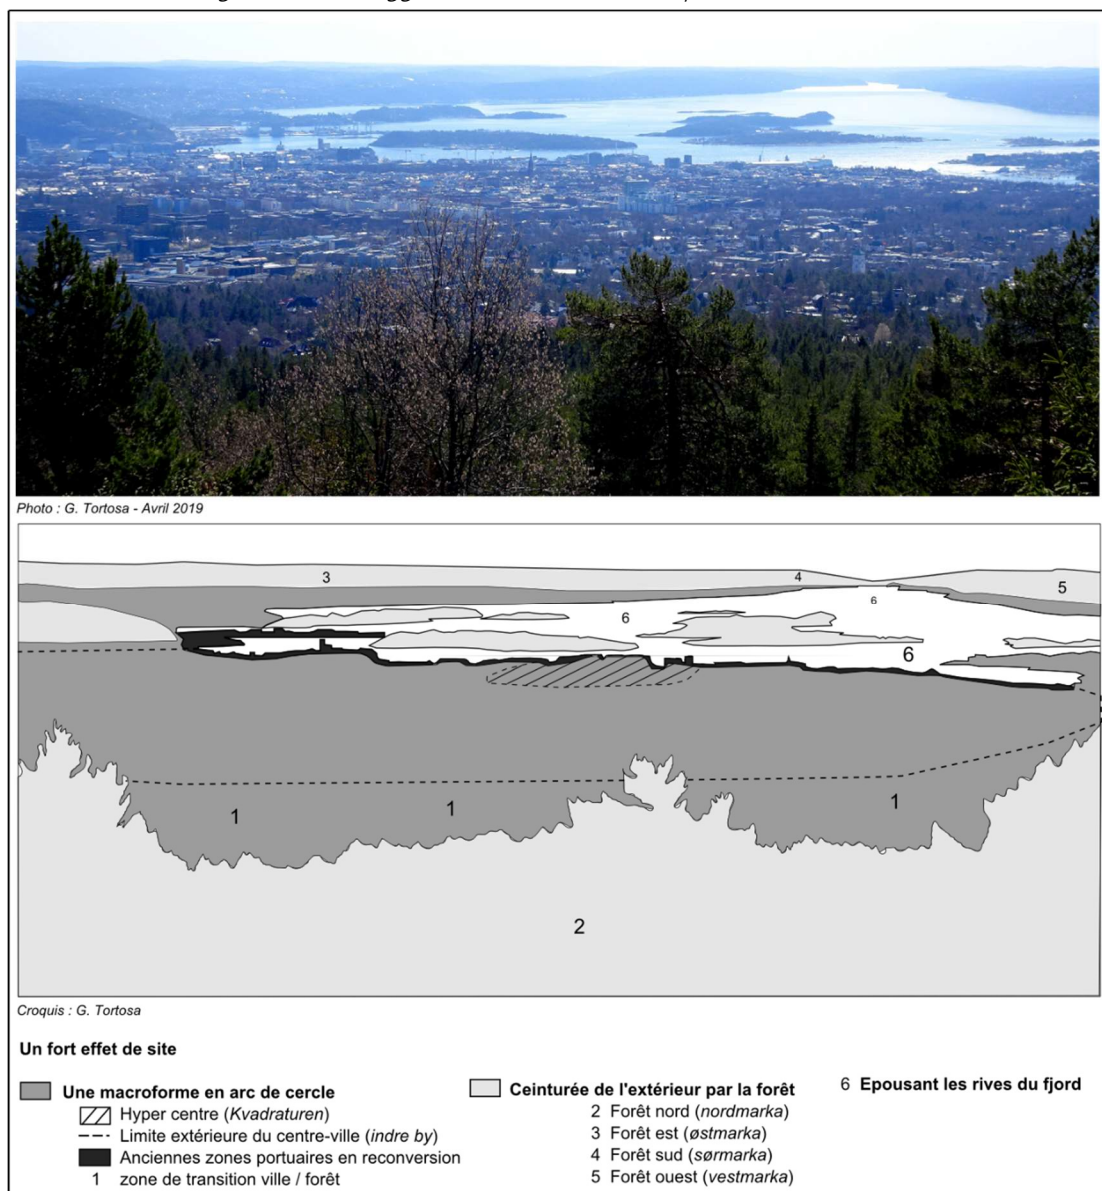 Photo : G. Tortosa - Avril 2019
3
4
5
6
6
6
1
1
1
2
Croquis : G. Tortosa
Un fort effet de site
Une macroforme en arc de cercle
Hyper centre (Kvadraturen)
Limite extérieure du centre-ville (indre by)
Anciennes zones portuaires en reconversion
1 zone de transition ville / forêt
Ceinturée de l'extérieur par la forêt
2 Forêt nord (nordmarka)
3 Forêt est (østmarka)
4 Forêt sud (sørmarka)
5 Forêt ouest (vestmarka)
6 Epousant les rives du fjord